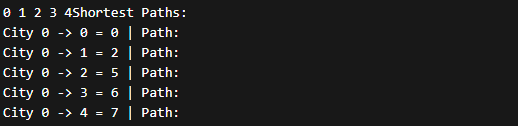 0 1 2 3 4Shortest Paths:
City 0 -> 0 = 0 | Path:
City 0 -> 1 = 2 | Path:
City 0 -> 2 = 5 | Path:
City 0 -> 3 = 6 | Path:
City 0 -> 4 = 7 | Path: